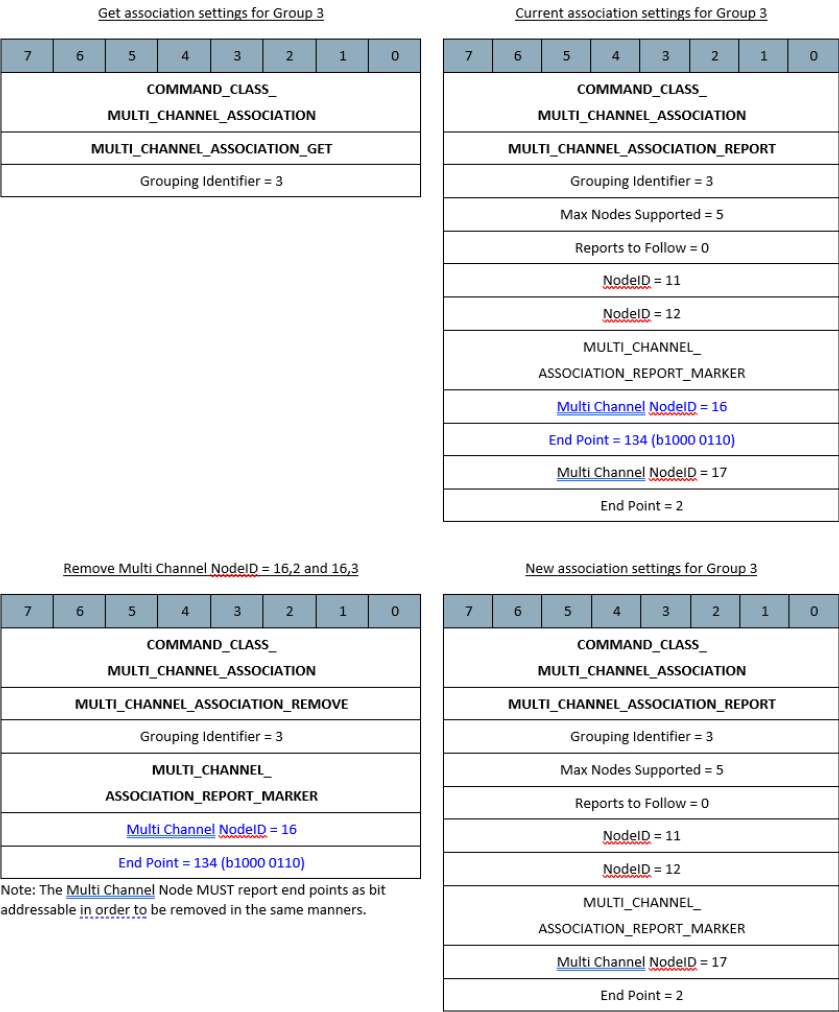 Get association settings for Group 3
7 6 5 4 3 2 1 0
COMMAND_CLASS_
MULTI_CHANNEL_ASSOCIATION
MULTI_CHANNEL_ASSOCIATION_GET
Grouping Identifier = 3
Current association settings for Group 3
7 6 5 4 3 2 1 0
COMMAND_CLASS_
MULTI_CHANNEL_ASSOCIATION
MULTI_CHANNEL_ASSOCIATION_REPORT
Grouping Identifier = 3
Max Nodes Supported = 5
Reports to Follow = 0
NodeID = 11
NodeID = 12
MULTI_CHANNEL_
ASSOCIATION_REPORT_MARKER
Multi Channel NodeID = 16
End Point = 134 (b1000 0110)
Multi Channel NodeID = 17
End Point = 2
Remove Multi Channel NodeID = 16,2 and 16,3
7 6 5 4 3 2 1 0
COMMAND_CLASS_
MULTI_CHANNEL_ASSOCIATION
MULTI_CHANNEL_ASSOCIATION_REMOVE
Grouping Identifier = 3
MULTI_CHANNEL_
ASSOCIATION_REPORT_MARKER
Multi Channel NodeID = 16
End Point = 134 (b1000 0110)
Note: The Multi Channel Node MUST report end points as bit
addressable in order to be removed in the same manners.
New association settings for Group 3
7 6 5 4 3 2 1 0
COMMAND_CLASS_
MULTI_CHANNEL_ASSOCIATION
MULTI_CHANNEL_ASSOCIATION_REPORT
Grouping Identifier = 3
Max Nodes Supported = 5
Reports to Follow = 0
NodeID = 11
NodeID = 12
MULTI_CHANNEL_
ASSOCIATION_REPORT_MARKER
Multi Channel NodeID = 17
End Point = 2